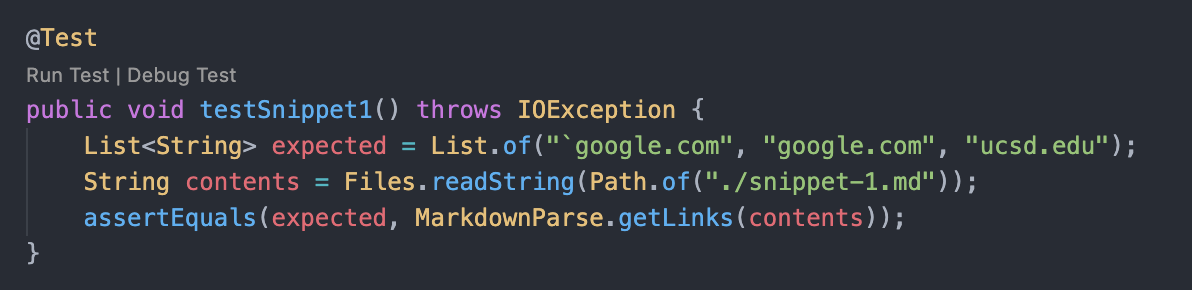 @Test
Run Test | Debug Test
public void testSnippet1() throws IOException {
    List<String> expected = List.of("`google.com", "google.com", "ucsd.edu");
    String contents = Files.readString(Path.of("./snippet-1.md"));
    assertEquals(expected, MarkdownParse.getLinks(contents));
}